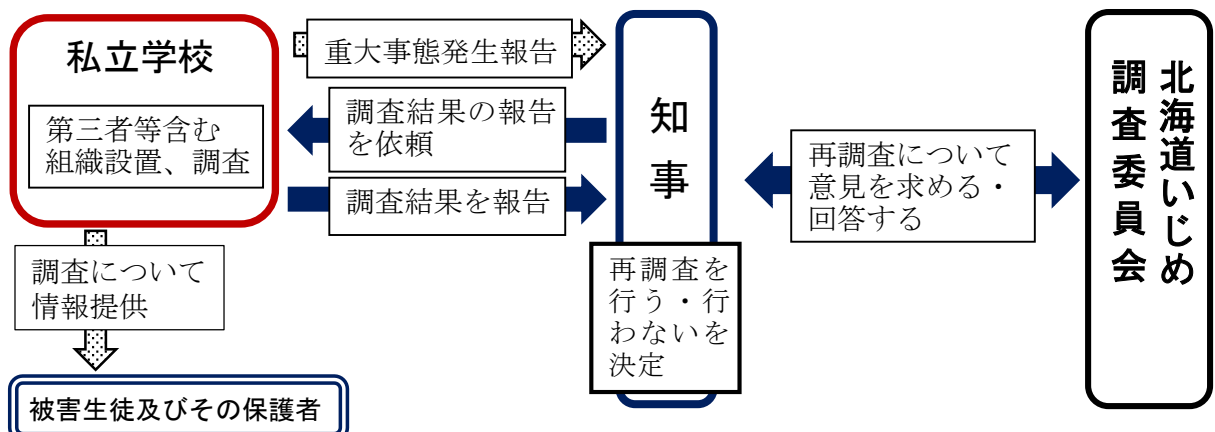 私立学校
第三者等含む
組織設置、調査
重大事態発生報告
調査結果の報告
を依頼
調査結果を報告
調査について
情報提供
被害生徒及びその保護者
知事
再調査を
行う・行
わないを
決定
再調査について
意見を求める・
回答する
北海道いじめ
調査委員会